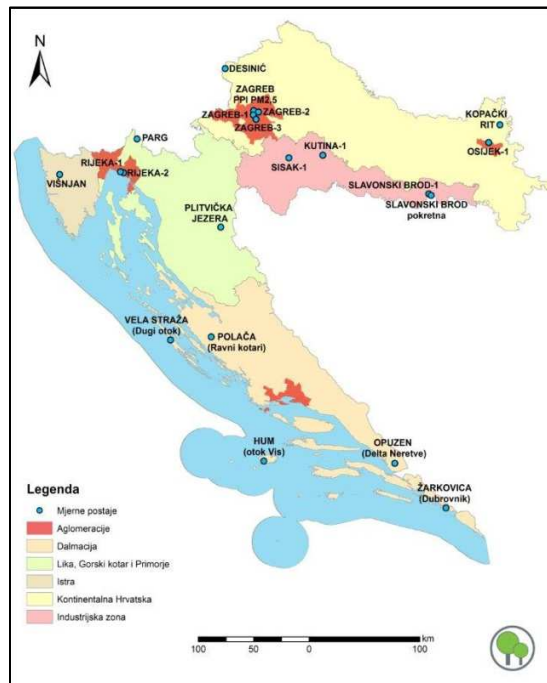 N
DESINIĆ
ZAGREB
PPI PM2,5
ZAGREB-1
ZAGREB-2
ZAGREB-3
KOPAČKI
RIT
OSIJEK-1
PARG
KUTINA-1
SISAK-1
RIJEKA-1
RIJEKA-2
VIŠNJAN
SLAVONSKI BROD-1
SLAVONSKI BROD
pokretna
PLITVIČKA
JEZERA
VELA STRAŽA
(Dugi otok)
POLAČA
(Ravni kotari)
HUM
(otok Vis)
OPUZEN
(Delta Neretve)
ŽARKOVICA
(Dubrovnik)
Legenda
Mjerne postaje
Aglomeracije
Dalmacija
Lika, Gorski kotar i Primorje
Istra
Kontinentalna Hrvatska
Industrijska zona
km
100 50 0 100